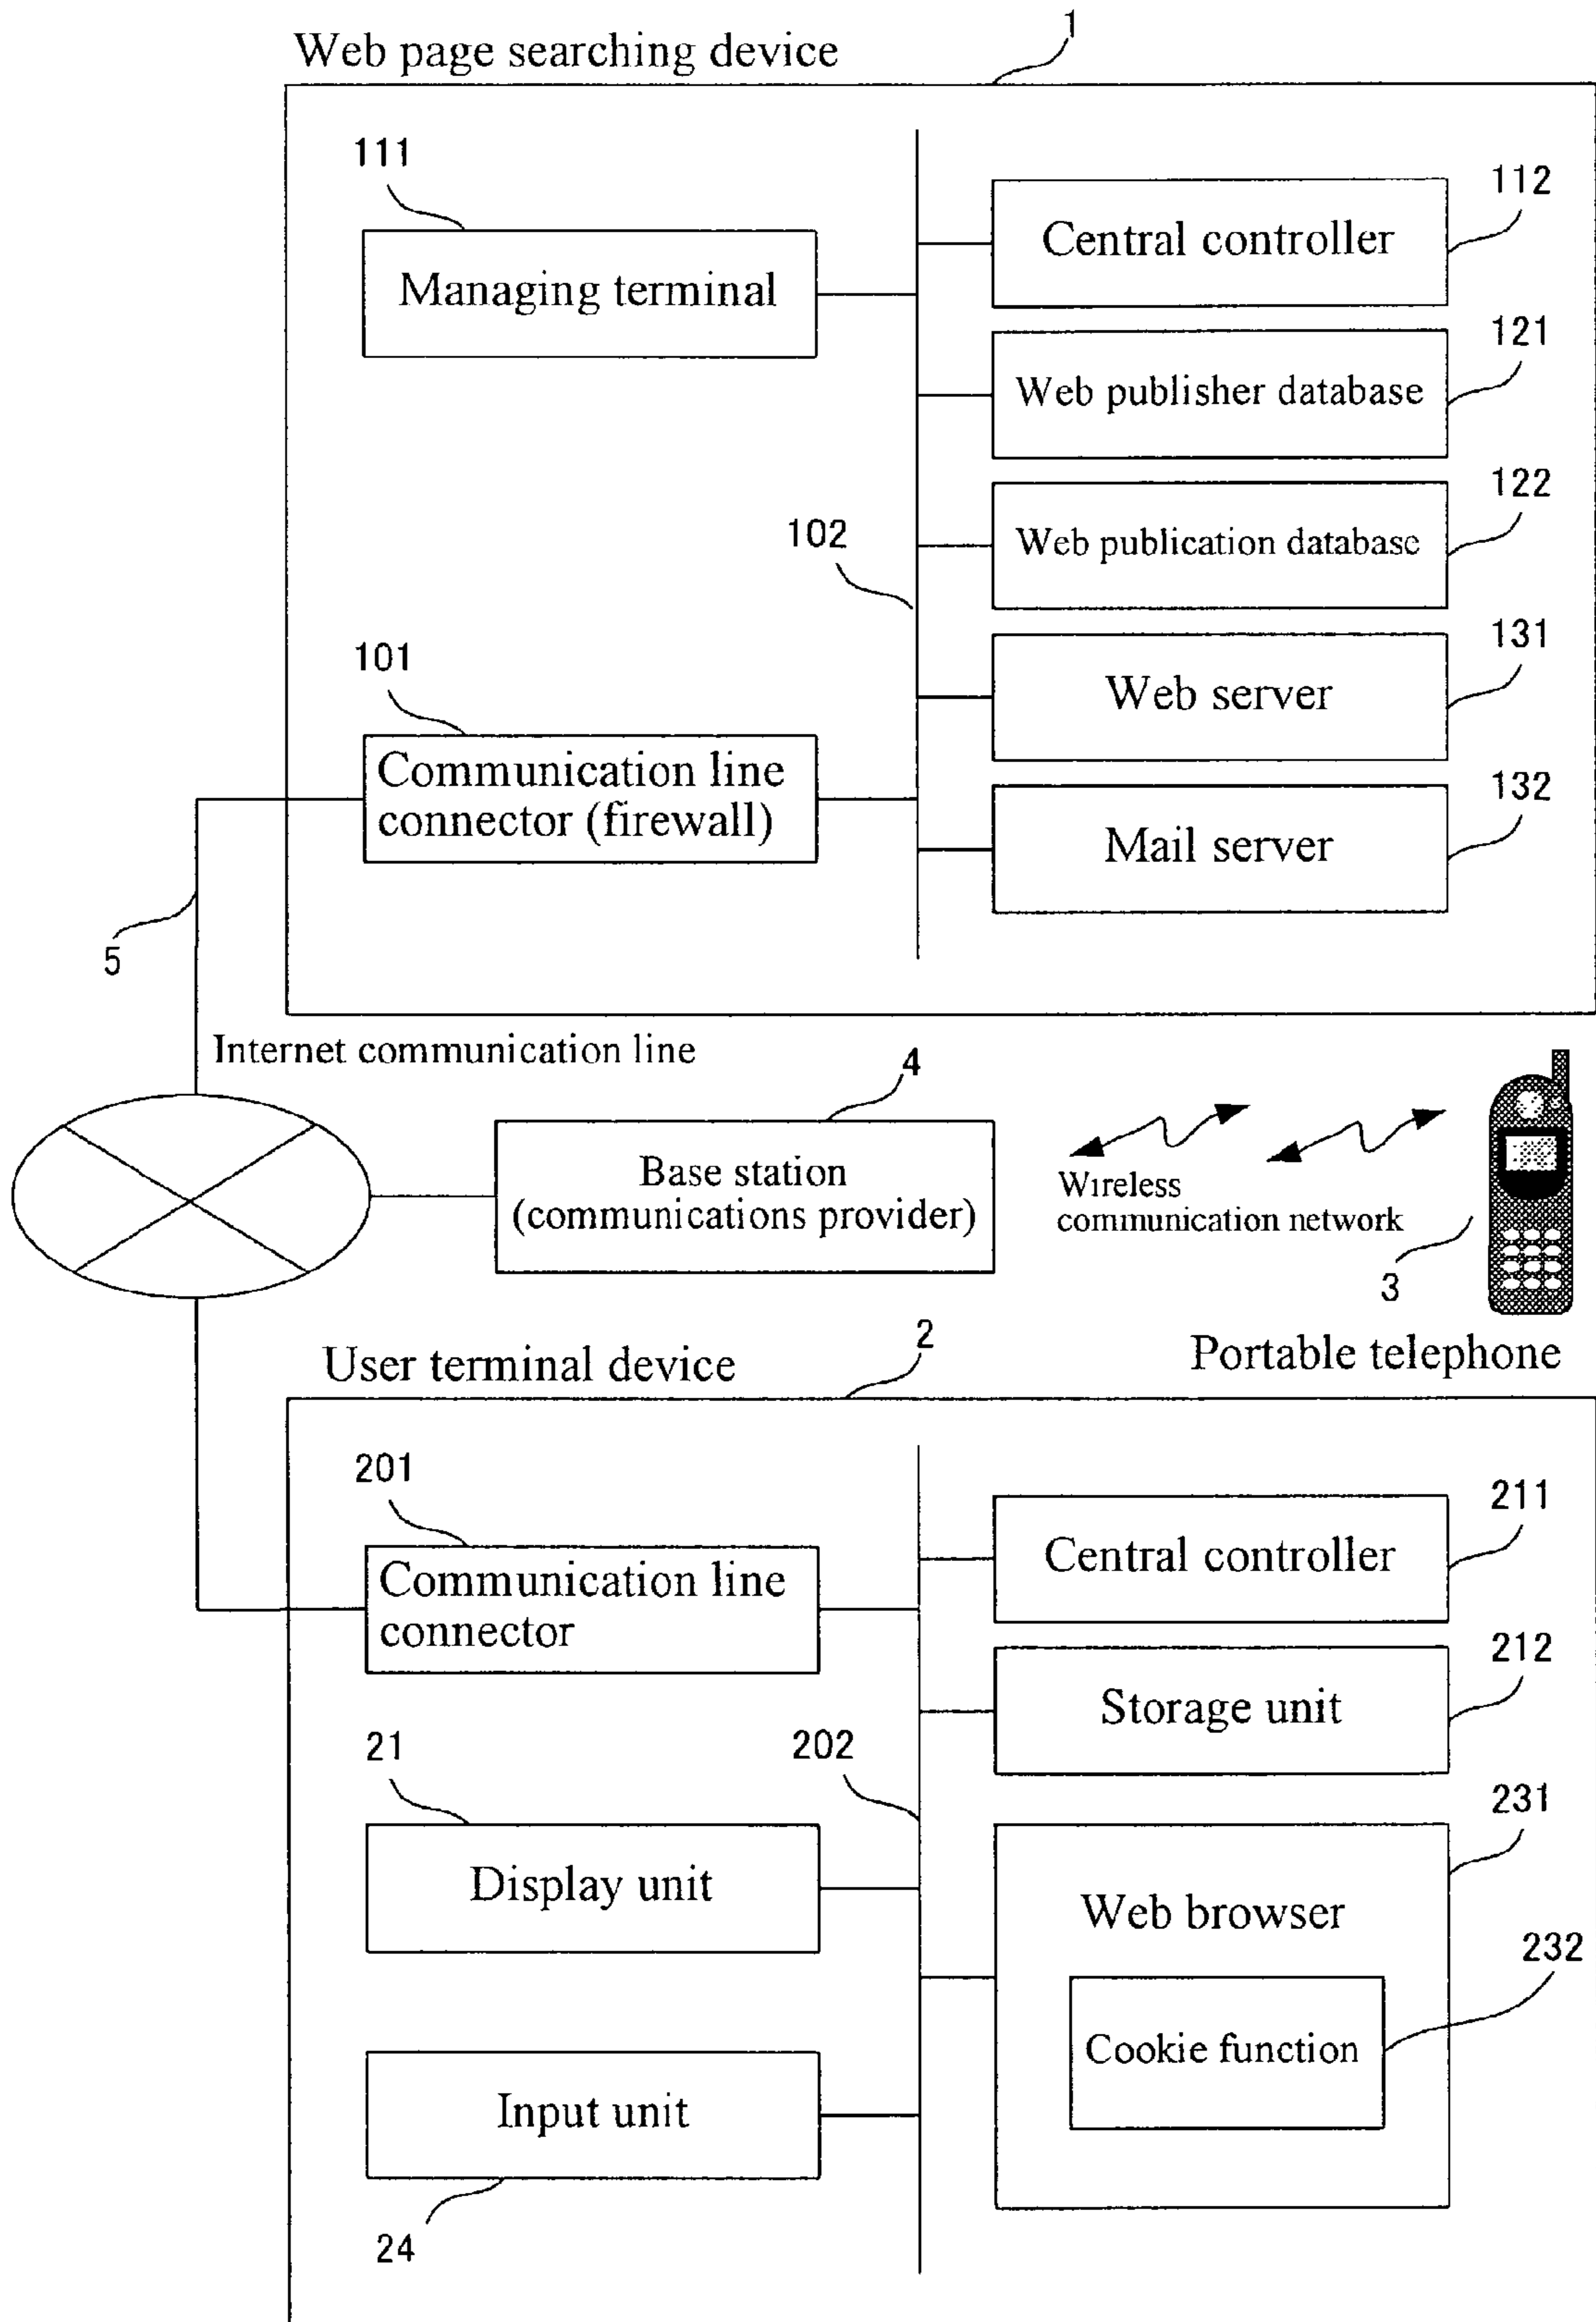 Web page searching device
1
111
Managing terminal
112
Central controller
121
Web publisher database
122
Web publication database
102
131
Web server
101
Communication line
connector (firewall)
132
Mail server
5
Internet communication line
4
Base station
(communications provider)
Wireless
communication network
3
Portable telephone
User terminal device
2
201
Communication line
connector
211
Central controller
212
Storage unit
21
Display unit
202
231
Web browser
232
Cookie function
Input unit
24